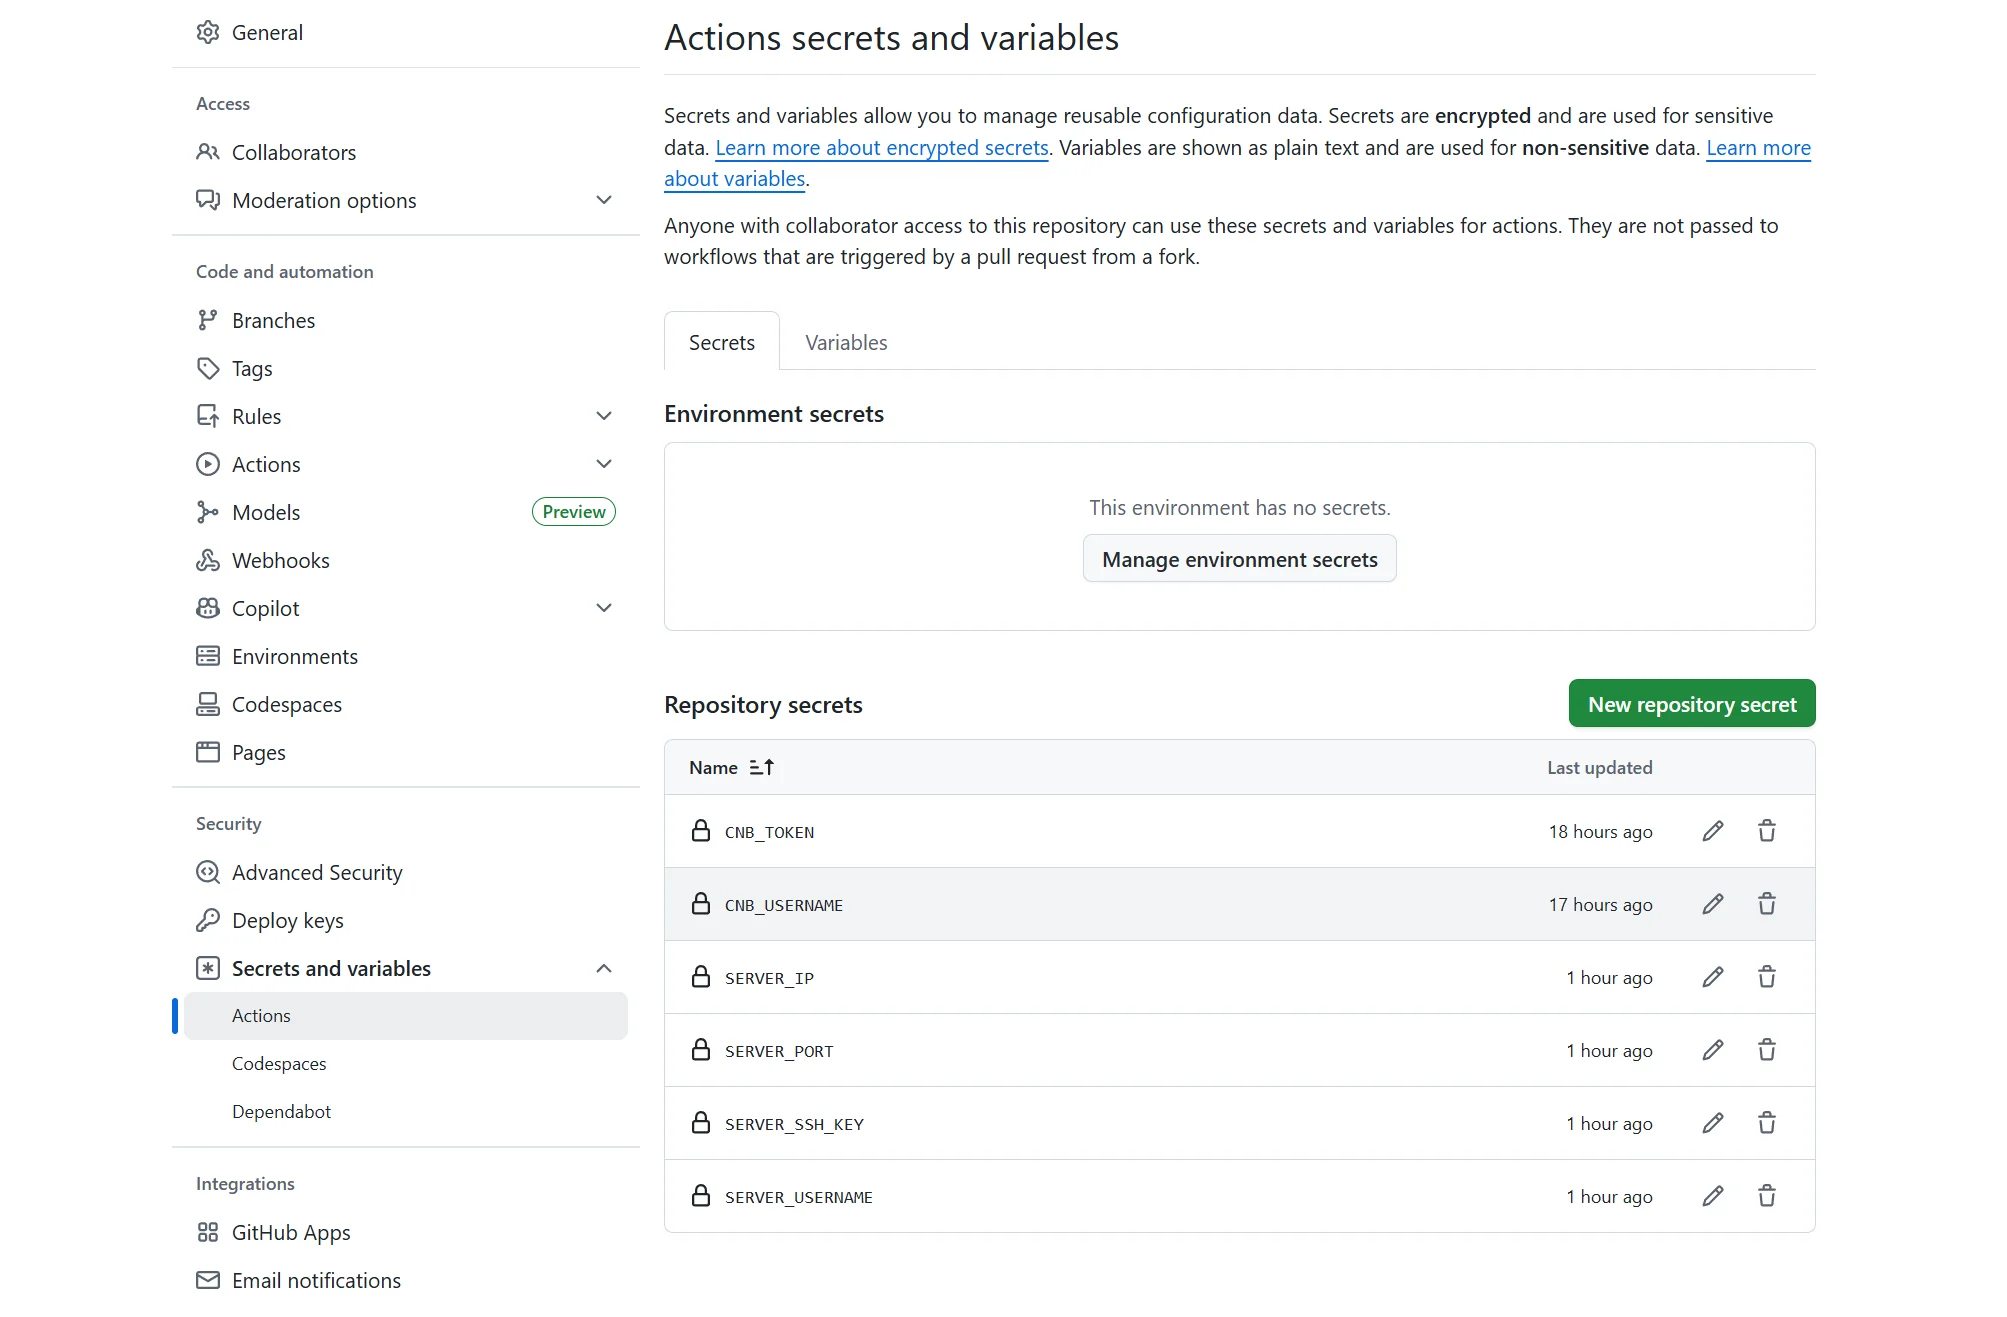 General
Access
Collaborators
Moderation options
Code and automation
Branches
Tags
Rules
Actions
Models
Preview
Webhooks
Copilot
Environments
Codespaces
Pages
Security
Advanced Security
Deploy keys
Secrets and variables
Actions
Codespaces
Dependabot
Integrations
GitHub Apps
Email notifications
Actions secrets and variables
Secrets and variables allow you to manage reusable configuration data. Secrets are encrypted and are used for sensitive
data. Learn more about encrypted secrets. Variables are shown as plain text and are used for non-sensitive data. Learn more
about variables.
Anyone with collaborator access to this repository can use these secrets and variables for actions. They are not passed to
workflows that are triggered by a pull request from a fork.
Secrets Variables
Environment secrets
This environment has no secrets.
Manage environment secrets
Repository secrets New repository secret
Name Last updated
CNB_TOKEN 18 hours ago
CNB_USERNAME 17 hours ago
SERVER_IP 1 hour ago
SERVER_PORT 1 hour ago
SERVER_SSH_KEY 1 hour ago
SERVER_USERNAME 1 hour ago